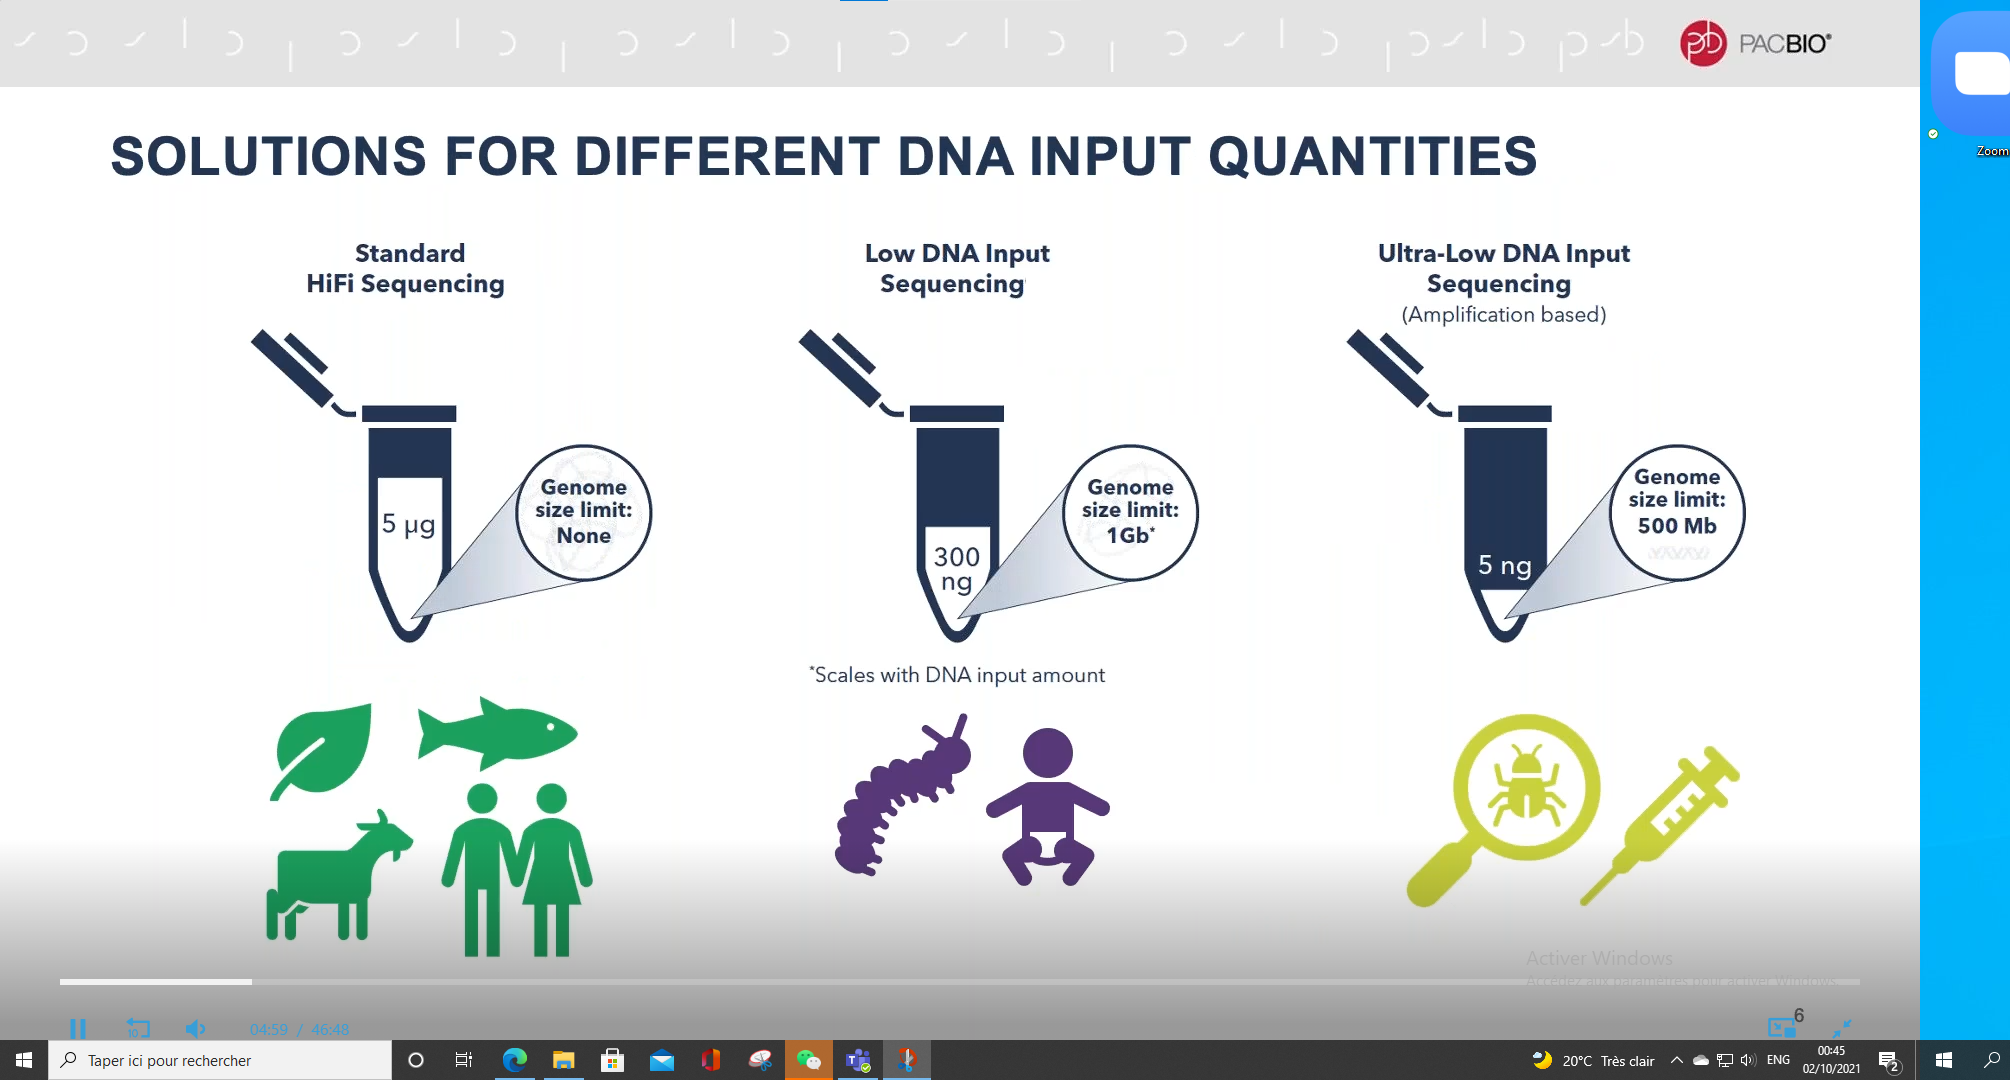 PACBIO®
Zoom
SOLUTIONS FOR DIFFERENT DNA INPUT QUANTITIES
Standard
HiFi Sequencing
5 µg
Genome
size limit:
None
Low DNA Input
Sequencing
300
ng
Genome
size limit:
1Gb*
*Scales with DNA input amount
Ultra-Low DNA Input
Sequencing
(Amplification based)
5 ng
Genome
size limit:
500 Mb
Activer Windows
Accédez aux paramètres pour activer Windows.
10
04:59 / 46:48
6
Taper ici pour rechercher
20°C Très clair
ENG
00:45
02/10/2021
2